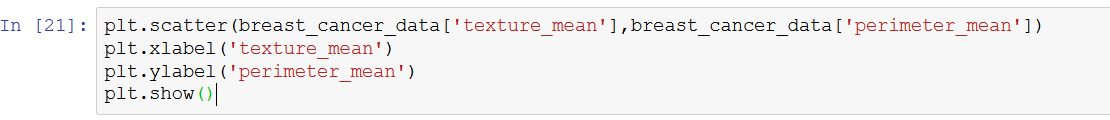 In [21]: plt.scatter(breast_cancer_data['texture_mean'],breast_cancer_data['perimeter_mean'])
plt.xlabel('texture_mean')
plt.ylabel('perimeter_mean')
plt.show()